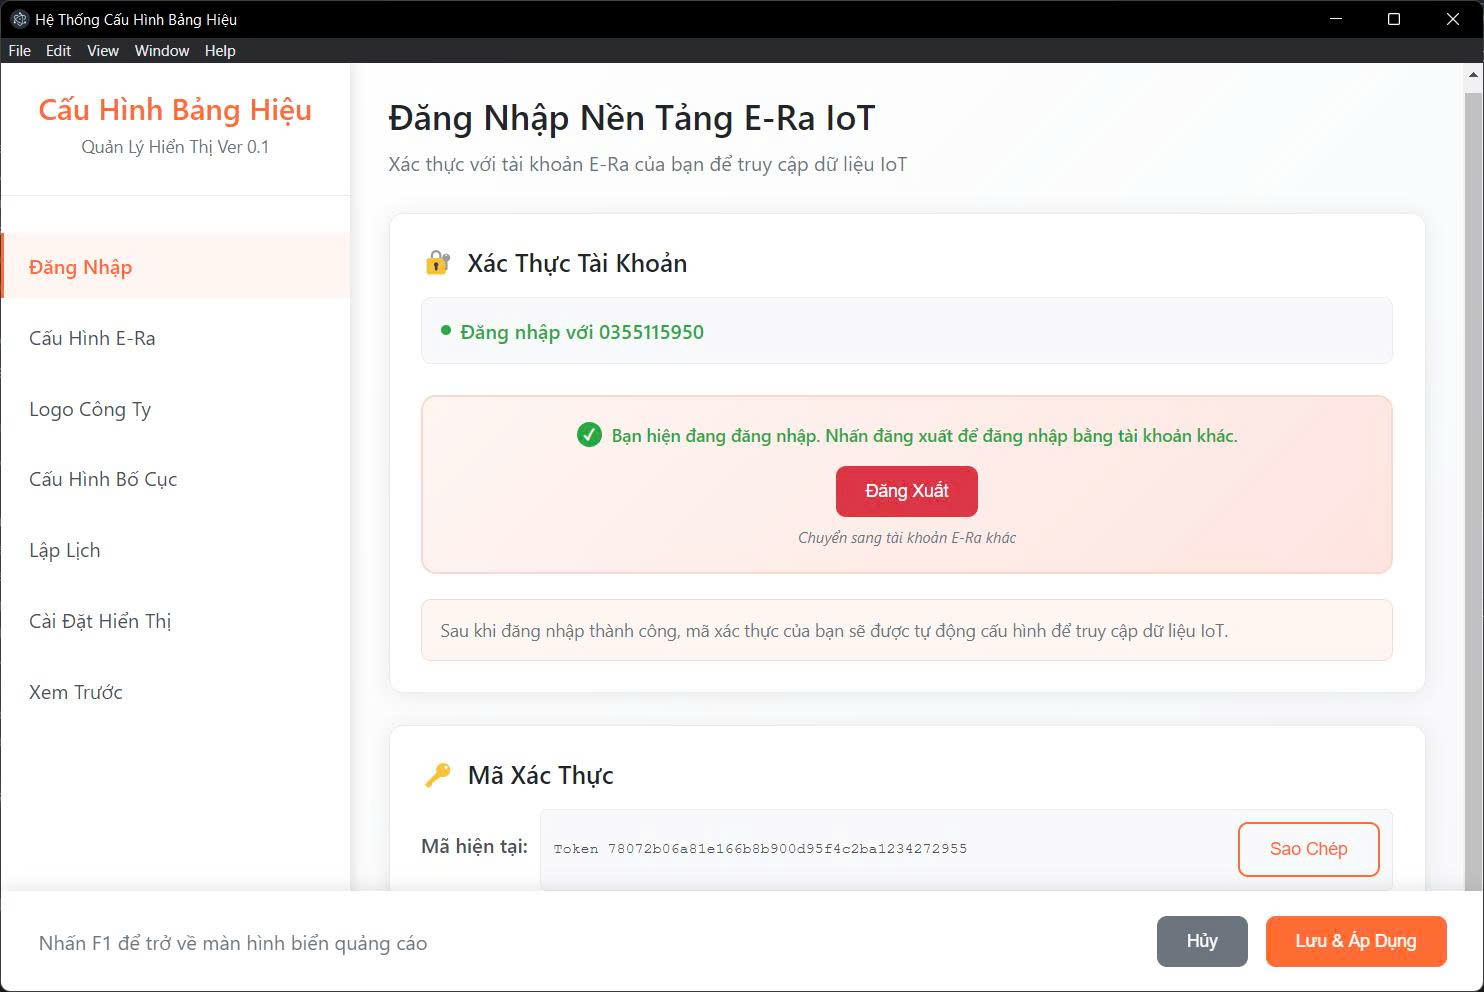 Hệ Thống Cấu Hình Bảng Hiệu
File Edit View Window Help
Cấu Hình Bảng Hiệu
Quản Lý Hiển Thị Ver 0.1
Đăng Nhập
Cấu Hình E-Ra
Logo Công Ty
Cấu Hình Bố Cục
Lập Lịch
Cài Đặt Hiển Thị
Xem Trước
Đăng Nhập Nền Tảng E-Ra IoT
Xác thực với tài khoản E-Ra của bạn để truy cập dữ liệu IoT
Xác Thực Tài Khoản
Đăng nhập với 0355115950
Bạn hiện đang đăng nhập. Nhấn đăng xuất để đăng nhập bằng tài khoản khác.
Đăng Xuất
Chuyển sang tài khoản E-Ra khác
Sau khi đăng nhập thành công, mã xác thực của bạn sẽ được tự động cấu hình để truy cập dữ liệu IoT.
Mã Xác Thực
Mã hiện tại:
Token 78072b06a81e166b8b900d95f4c2ba1234272955
Sao Chép
Nhấn F1 để trở về màn hình biển quảng cáo
Hủy
Lưu & Áp Dụng